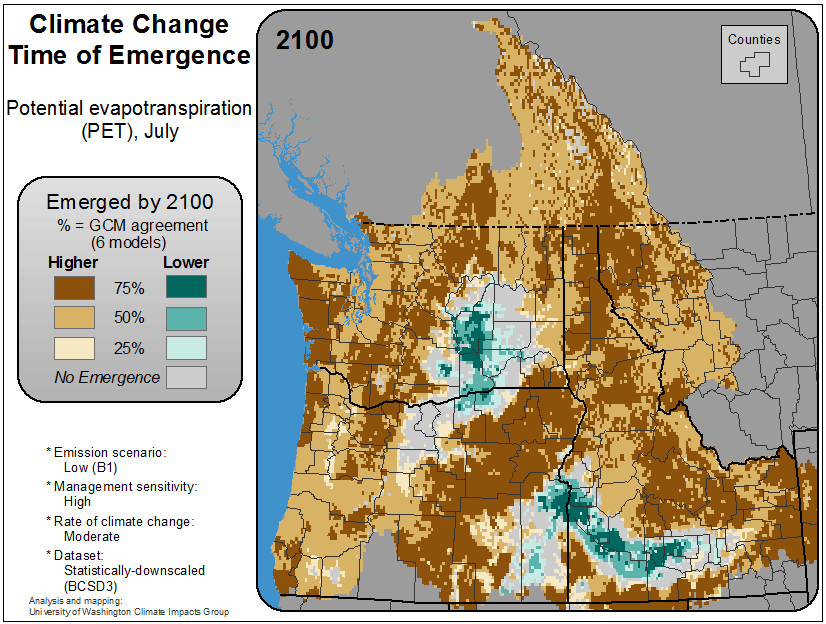 Climate Change
Time of Emergence
Potential evapotranspiration
(PET), July
Emerged by 2100
% = GCM agreement
(6 models)
Higher Lower
75%
50%
25%
No Emergence
* Emission scenario:
Low (B1)
* Management sensitivity:
High
* Rate of climate change:
Moderate
* Dataset:
Statistically-downscaled
(BCSD3)
Analysis and mapping:
University of Washington Climate Impacts Group
2100
Counties